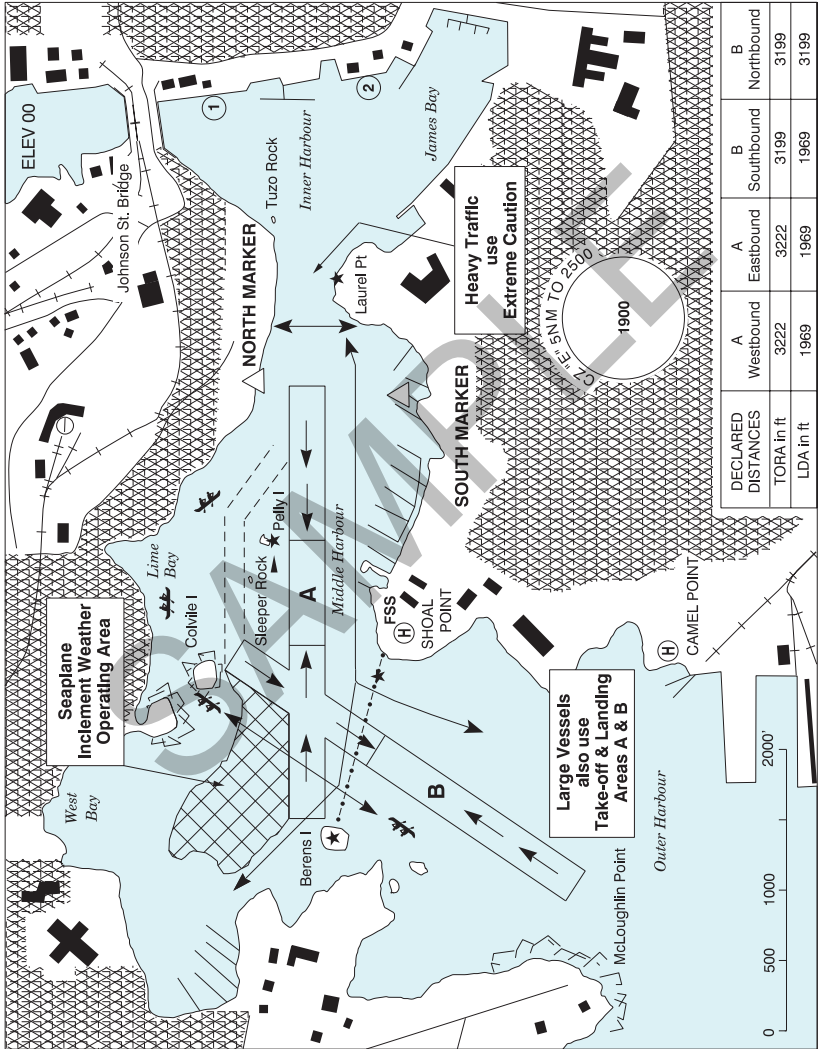 ELEV 00
Johnson St. Bridge
1
2
Tuzo Rock
Inner Harbour
James Bay
NORTH MARKER
Heavy Traffic
use
Extreme Caution
Laurel Pt
CZ "E" 5NM TO 2500
1900
SOUTH MARKER
Lime
Bay
Pelly I
Sleeper Rock
A
Middle Harbour
FSS
H
SHOAL
POINT
Colvile I
Seaplane
Inclement Weather
Operating Area
H
CAMEL POINT
West
Bay
B
Large Vessels
also use
Take-off & Landing
Areas A & B
Berens I
Outer Harbour
McLoughlin Point
0 500 1000 2000'
DECLARED DISTANCES A Westbound A Eastbound B Southbound B Northbound
TORA in ft 3222 3222 3199 3199
LDA in ft 1969 1969 1969 3199
SAMPLE